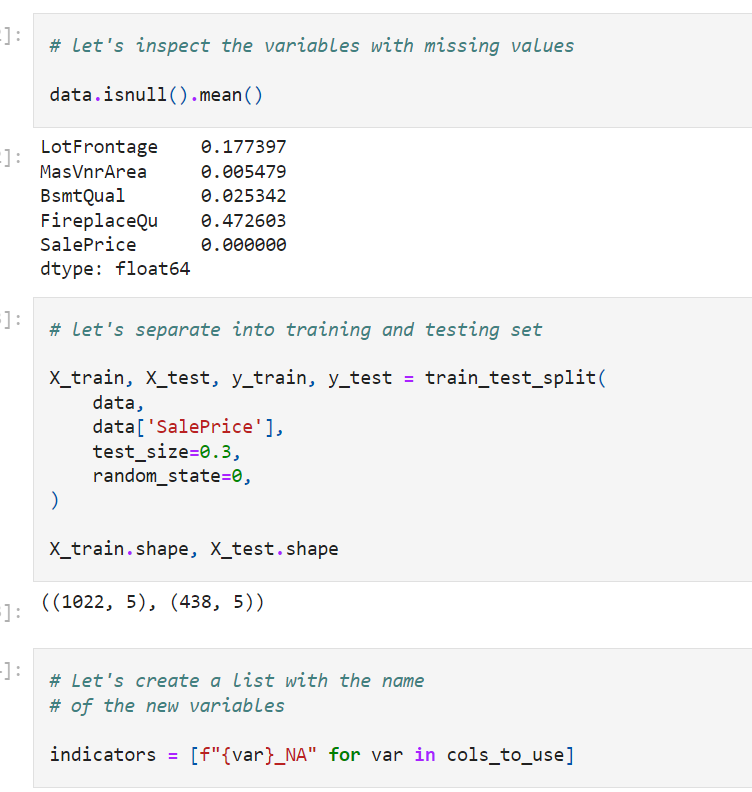 ]:
# let's inspect the variables with missing values
data.isnull().mean()
]:
LotFrontage 0.177397
MasVnrArea 0.005479
BsmtQual 0.025342
FireplaceQu 0.472603
SalePrice 0.000000
dtype: float64
]:
# let's separate into training and testing set
X_train, X_test, y_train, y_test = train_test_split(
data,
data['SalePrice'],
test_size=0.3,
random_state=0,
)
X_train.shape, X_test.shape
]:
((1022, 5), (438, 5))
]:
# Let's create a list with the name
# of the new variables
indicators = [f"{var}_NA" for var in cols_to_use]